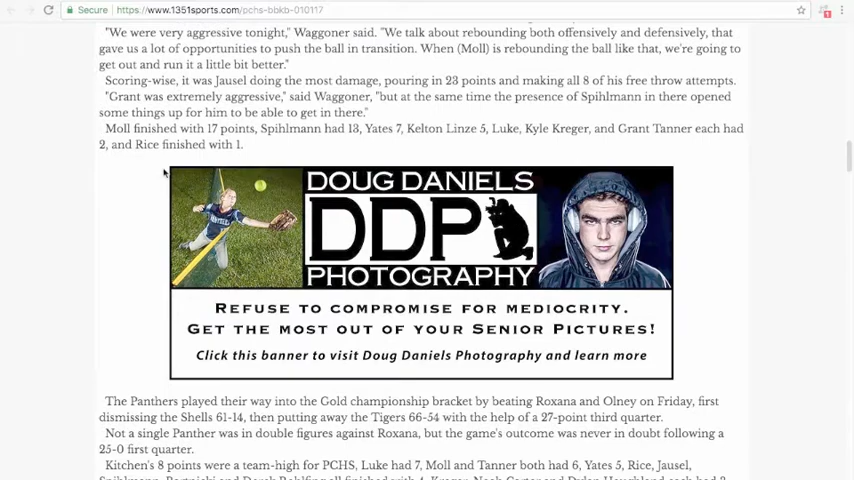 Secure https://www.1351sports.com/pchs-bbkb-010117
"We were very aggressive tonight," Waggoner said. "We talk about rebounding both offensively and defensively, that
gave us a lot of opportunities to push the ball in transition. When (Moll) is rebounding the ball like that, we're going to
get out and run it a little bit better."
Scoring-wise, it was Jausel doing the most damage, pouring in 23 points and making all 8 of his free throw attempts.
"Grant was extremely aggressive," said Waggoner, "but at the same time the presence of Spihlmann in there opened
some things up for him to be able to get in there."
Moll finished with 17 points, Spihlmann had 13, Yates 7, Kelton Linze 5, Luke, Kyle Kreger, and Grant Tanner each had
2, and Rice finished with 1.
DOUG DANIELS
DDP
PHOTOGRAPHY
REFUSE TO COMPROMISE FOR MEDIOCRITY.
GET THE MOST OUT OF YOUR SENIOR PICTURES!
Click this banner to visit Doug Daniels Photography and learn more
The Panthers played their way into the Gold championship bracket by beating Roxana and Olney on Friday, first
dismissing the Shells 61-14, then putting away the Tigers 66-54 with the help of a 27-point third quarter.
Not a single Panther was in double figures against Roxana, but the game's outcome was never in doubt following a
25-0 first quarter.
Kitchen's 8 points were a team-high for PCHS, Luke had 7, Moll and Tanner both had 6, Yates 5, Rice, Jausel,